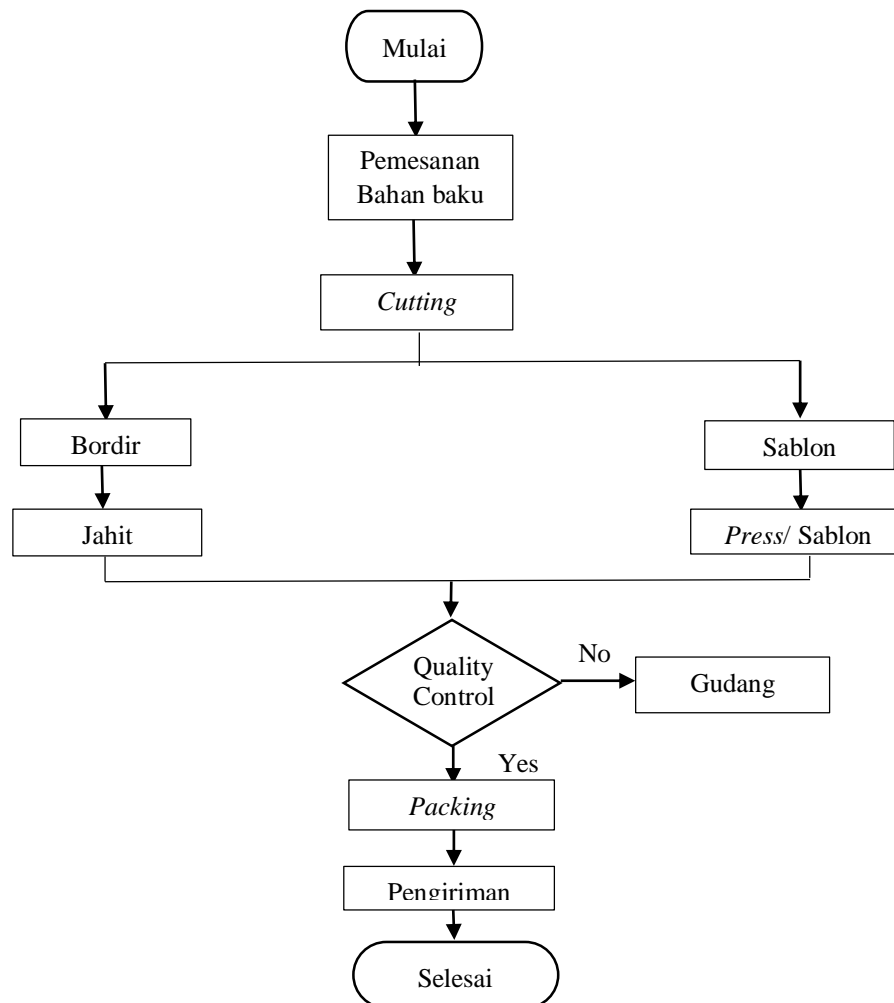 Mulai
Pemesanan
Bahan baku
Cutting
Bordir
Sablon
Jahit
Press/ Sablon
Quality
Control
No
Gudang
Yes
Packing
Pengiriman
Selesai